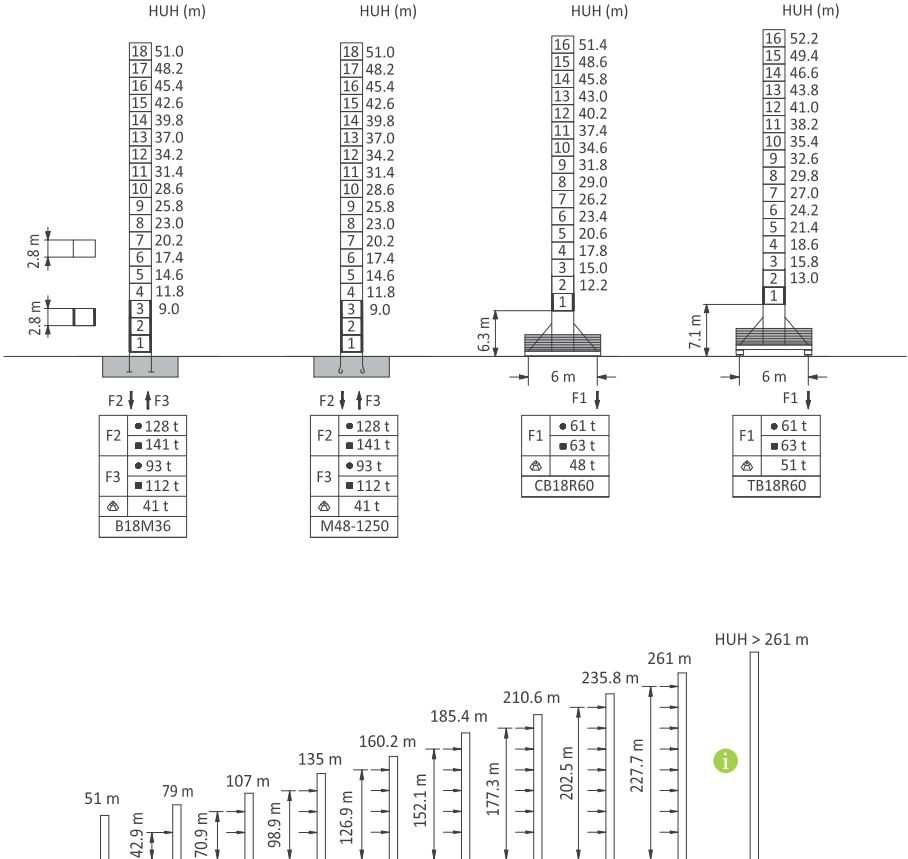 HUH (m) HUH (m) HUH (m) HUH (m)
18 51.0
17 48.2
16 45.4
15 42.6
14 39.8
13 37.0
12 34.2
11 31.4
10 28.6
9 25.8
8 23.0
7 20.2
6 17.4
5 14.6
4 11.8
3 9.0
2
1
2.8 m
2.8 m
18 51.0
17 48.2
16 45.4
15 42.6
14 39.8
13 37.0
12 34.2
11 31.4
10 28.6
9 25.8
8 23.0
7 20.2
6 17.4
5 14.6
4 11.8
3 9.0
2
1
16 51.4
15 48.6
14 45.8
13 43.0
12 40.2
11 37.4
10 34.6
9 31.8
8 29.0
7 26.2
6 23.4
5 20.6
4 17.8
3 15.0
2 12.2
1
6.3 m
6 m
16 52.2
15 49.4
14 46.6
13 43.8
12 41.0
11 38.2
10 35.4
9 32.6
8 29.8
7 27.0
6 24.2
5 21.4
4 18.6
3 15.8
2 13.0
1
7.1 m
6 m
F2 F3
F2 128 t
141 t
F3 93 t
112 t
41 t
B18M36
F2 F3
F2 128 t
141 t
F3 93 t
112 t
41 t
M48-1250
F1
F1 61 t
63 t
48 t
CB18R60
F1
F1 61 t
63 t
51 t
TB18R60
51 m
79 m
42.9 m
107 m
70.9 m
135 m
98.9 m
160.2 m
126.9 m
185.4 m
152.1 m
210.6 m
177.3 m
235.8 m
202.5 m
261 m
227.7 m
HUH > 261 m
i